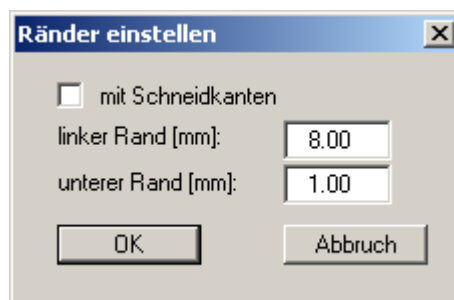 Ränder einstellen
mit Schneidkanten
linker Rand [mm]: 8.00
unterer Rand [mm]: 1.00
OK Abbruch